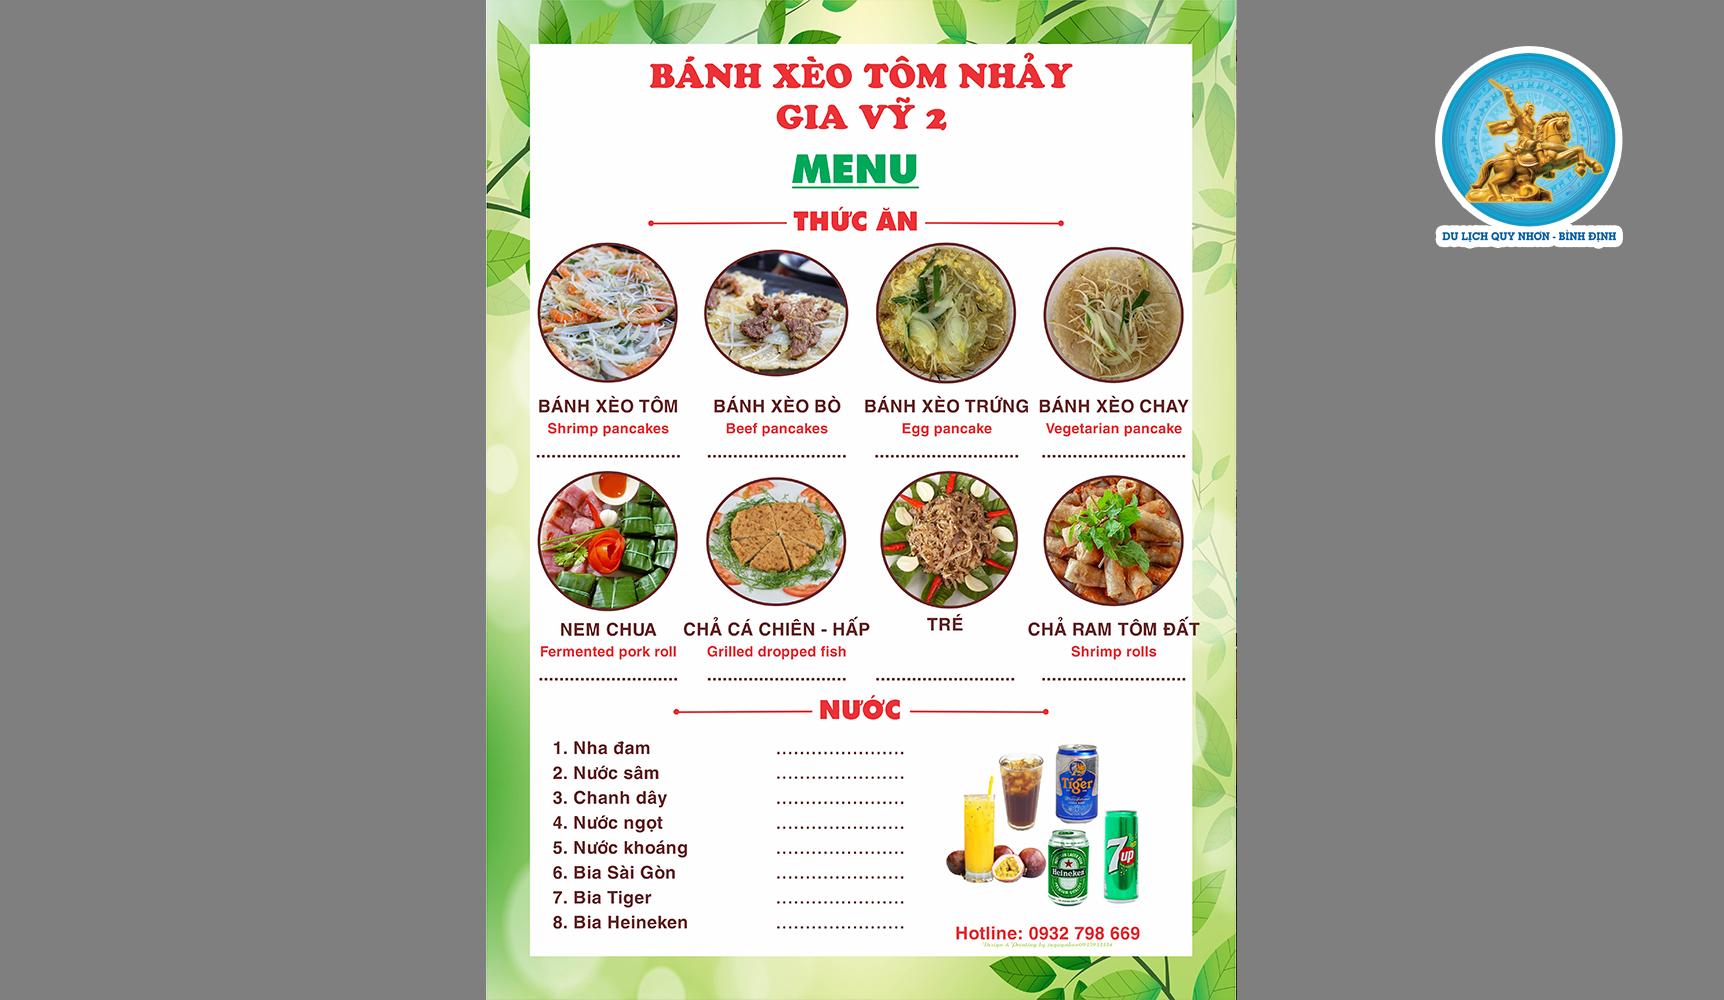 BÁNH XÈO TÔM NHẢY
GIA VỸ 2
MENU
THỨC ĂN
BÁNH XÈO TÔM
Shrimp pancakes
BÁNH XÈO BÒ
Beef pancakes
BÁNH XÈO TRỨNG
Egg pancake
BÁNH XÈO CHAY
Vegetarian pancake
NEM CHUA
Fermented pork roll
CHẢ CÁ CHIÊN - HẤP
Grilled dropped fish
TRÉ
CHẢ RAM TÔM ĐẤT
Shrimp rolls
NƯỚC
1. Nha đam ......................
2. Nước sâm ......................
3. Chanh dây ......................
4. Nước ngọt ......................
5. Nước khoáng ......................
6. Bia Sài Gòn ......................
7. Bia Tiger ......................
8. Bia Heineken ......................
Tiger
Heineken
7up
Hotline: 0932 798 669
DU LỊCH QUY NHƠN - BÌNH ĐỊNH